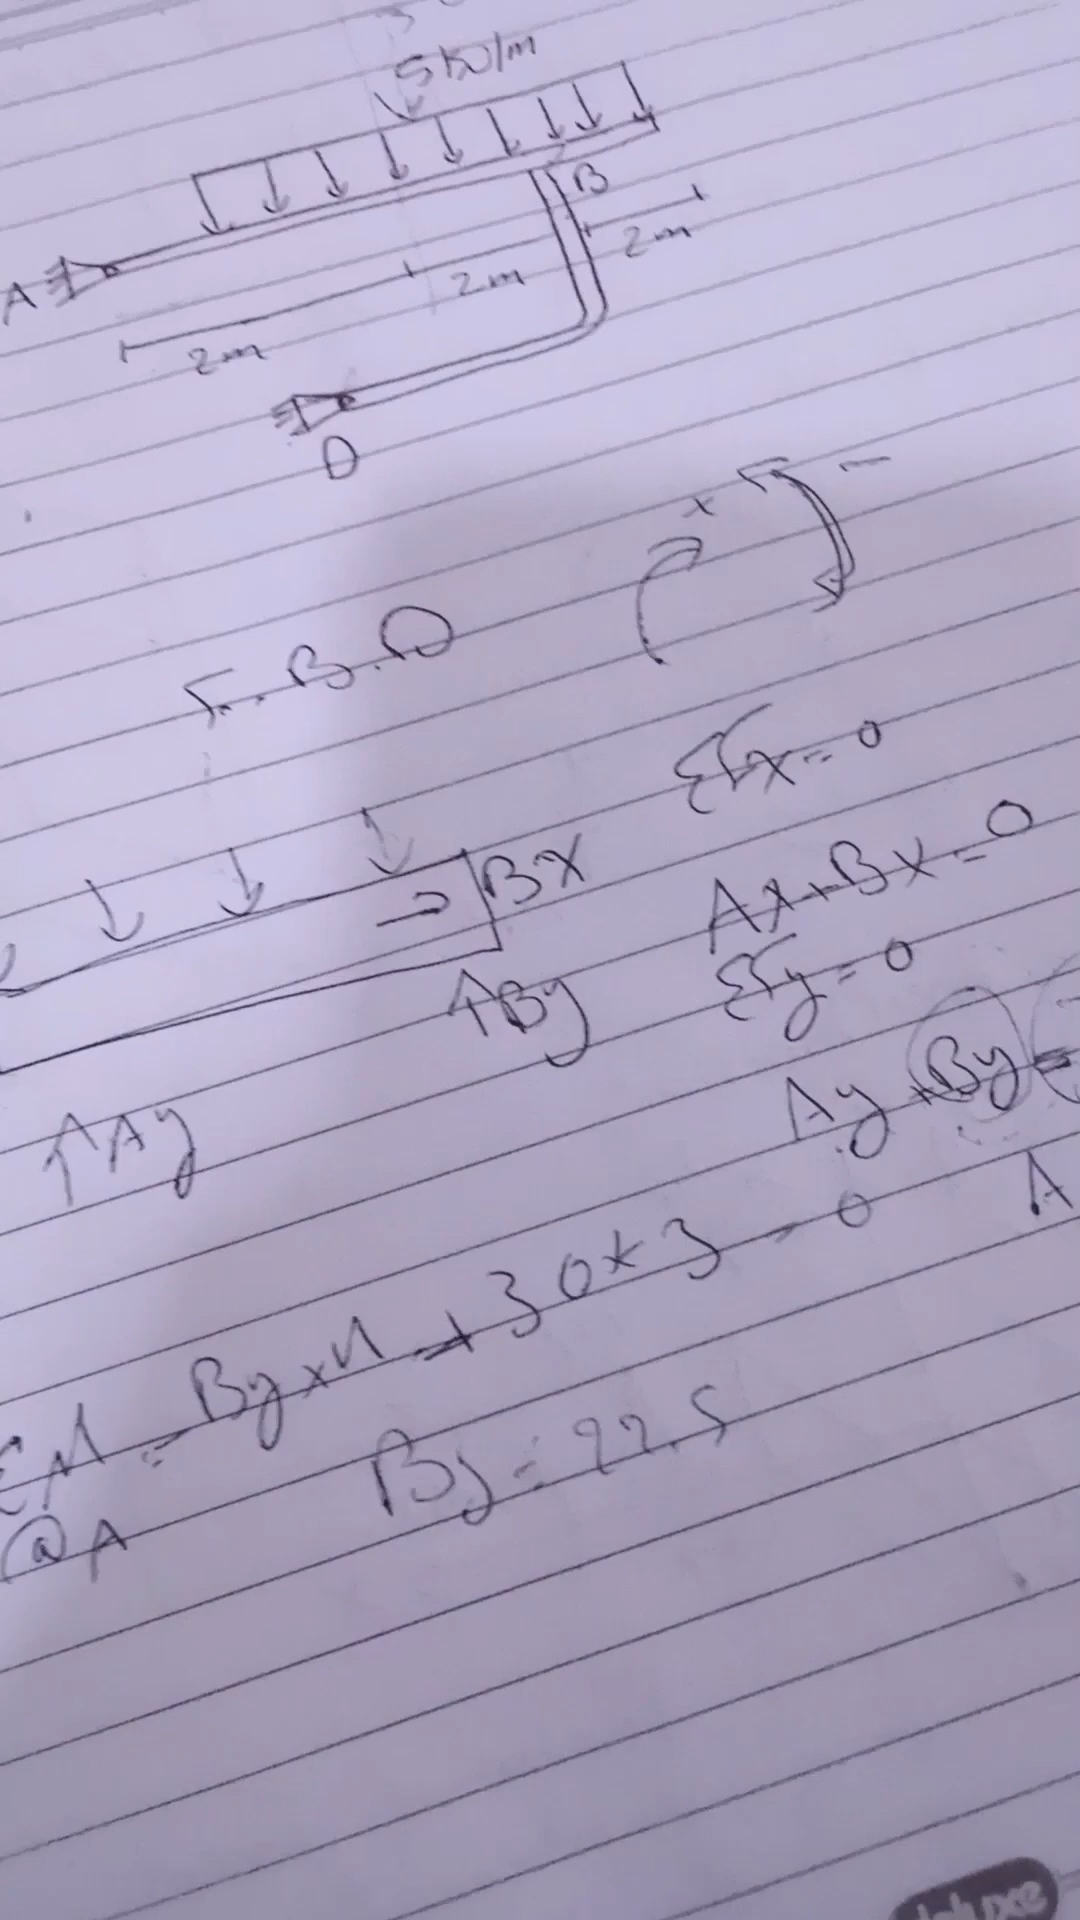 5kN/m
B
A
2m
2m
2m
D
F.B.D
+
-
ΣFx=0
Bx
Ax+Bx=0
By
ΣFy=0
Ay+By=
Ay
A
ΣM = By×4+30×3=0
@A
By=22.5
deluxe